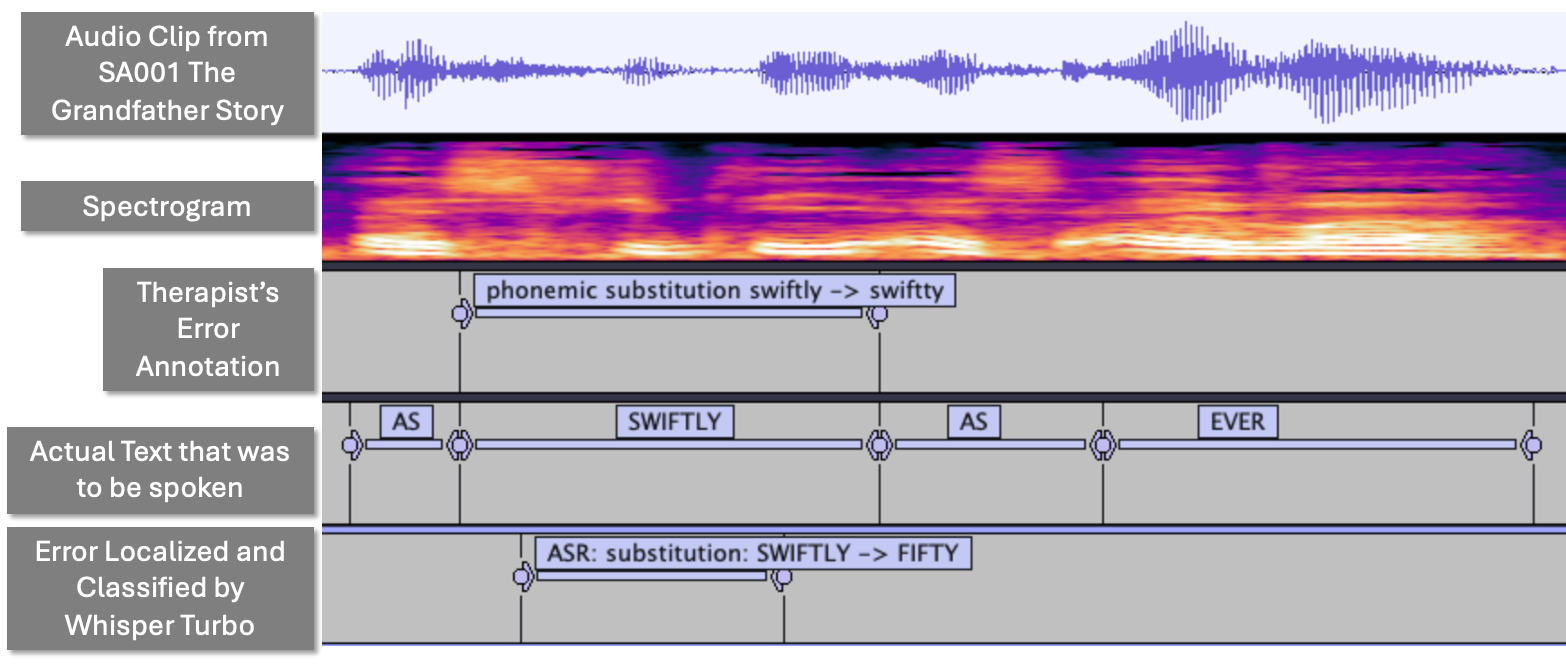 Audio Clip from
SA001 The
Grandfather Story
Spectrogram
Therapist's
Error
Annotation
phonemic substitution swiftly -> swiftty
Actual Text that was
to be spoken
AS
SWIFTLY
AS
EVER
Error Localized and
Classified by
Whisper Turbo
ASR: substitution: SWIFTLY -> FIFTY